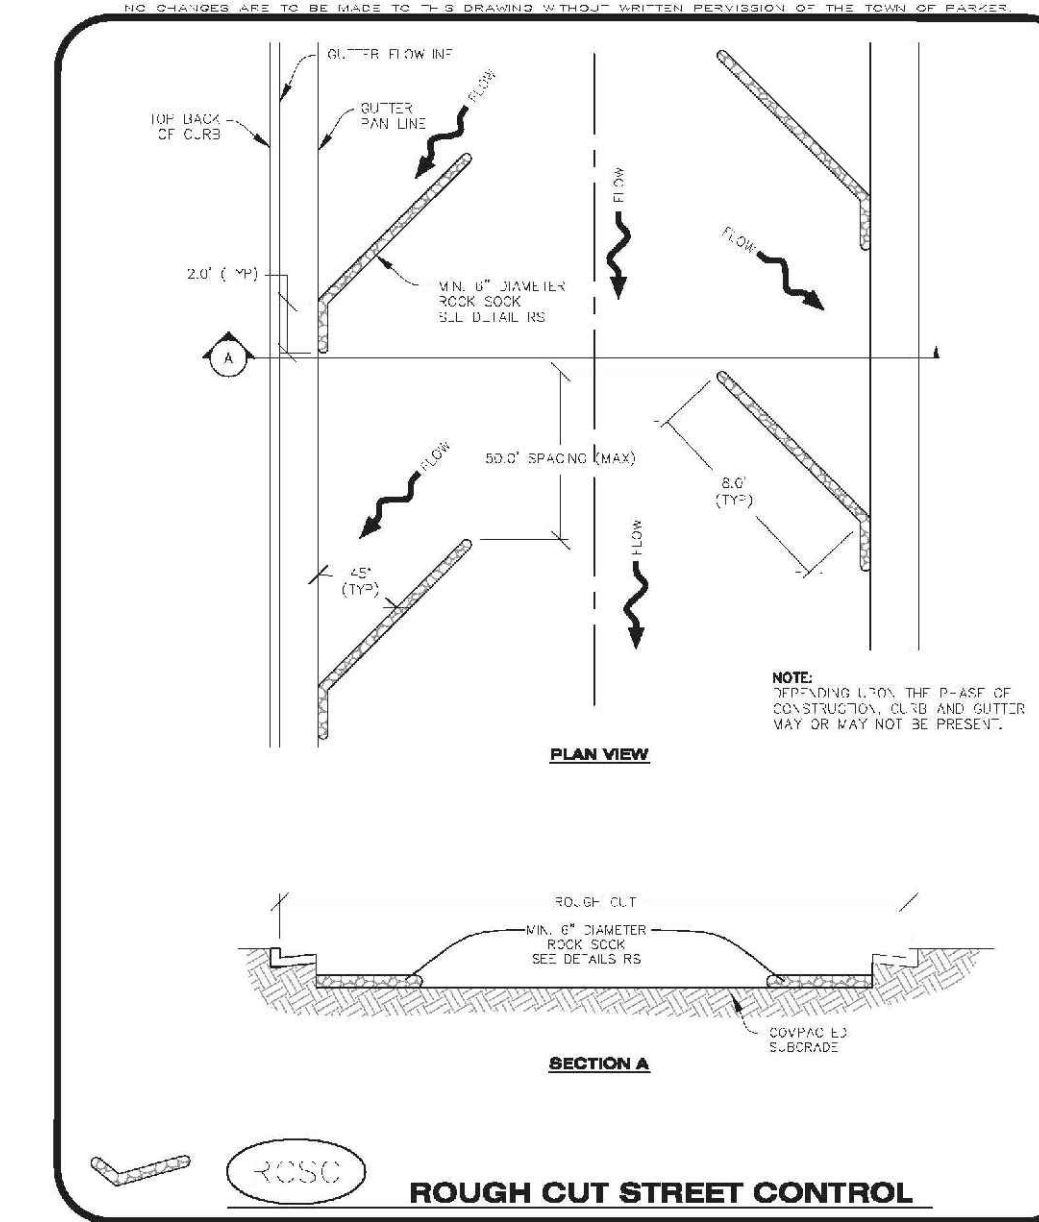 NO CHANGES ARE TO BE MADE TO THIS DRAWING WITHOUT WRITTEN PERMISSION OF THE TOWN OF PARKER.
GUTTER FLOWLINE
TOP BACK
OF CURB
GUTTER
PAN LINE
FLOW
FLOW
FLOW
2.0' (TYP)
MIN. 6" DIAMETER
ROCK SOCK
SEE DETAIL RS
A
FLOW
50.0' SPACING (MAX)
8.0'
(TYP)
FLOW
45°
(TYP)
NOTE:
DEPENDING UPON THE PHASE OF
CONSTRUCTION, CURB AND GUTTER
MAY OR MAY NOT BE PRESENT.
PLAN VIEW
ROUGH CUT
MIN. 6" DIAMETER
ROCK SOCK
SEE DETAILS RS
COMPACTED
SUBGRADE
SECTION A
RCSC
ROUGH CUT STREET CONTROL